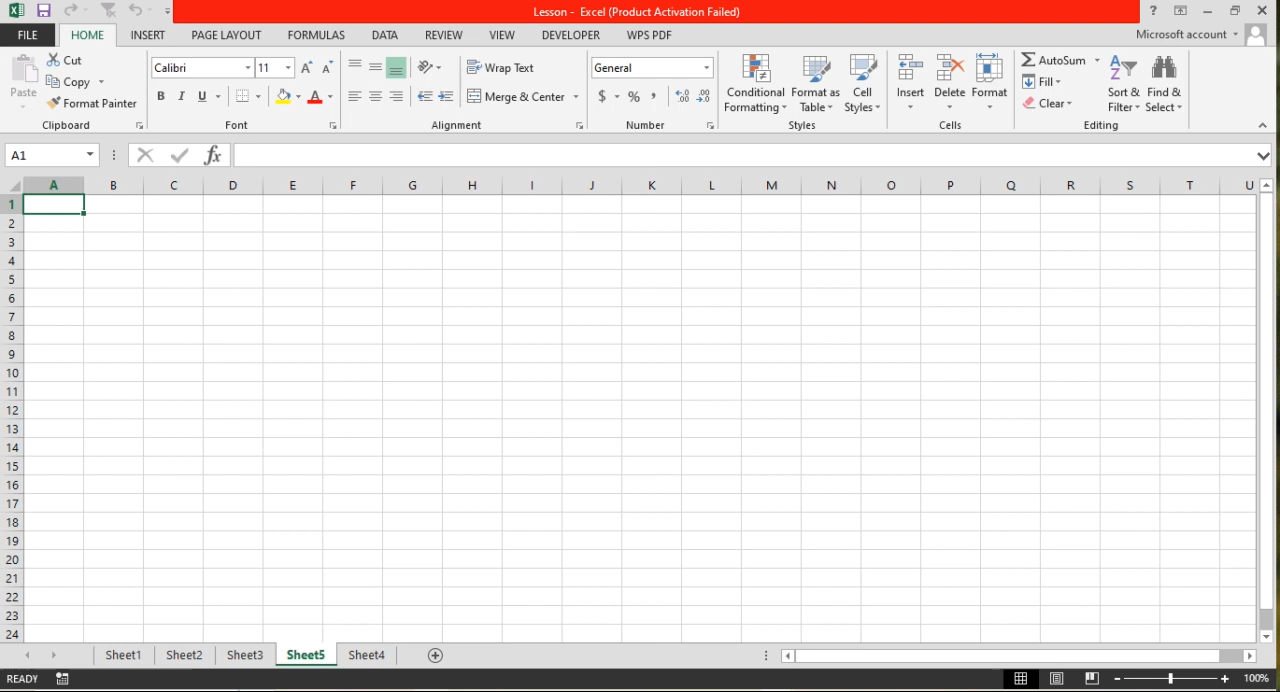 Lesson - Excel (Product Activation Failed)
?
FILE HOME INSERT PAGE LAYOUT FORMULAS DATA REVIEW VIEW DEVELOPER WPS PDF Microsoft account
Paste
Cut
Copy
Format Painter
Clipboard
Calibri 11
B I U A
Font
Wrap Text
Merge & Center
Alignment
General
$ % ,
Number
Conditional Formatting
Format as Table
Cell Styles
Styles
Insert
Delete
Format
Cells
AutoSum
Fill
Clear
Sort & Filter
Find & Select
Editing
A1 fx
A B C D E F G H I J K L M N O P Q R S T U
1
2
3
4
5
6
7
8
9
10
11
12
13
14
15
16
17
18
19
20
21
22
23
24
Sheet1 Sheet2 Sheet3 Sheet5 Sheet4
READY 100%